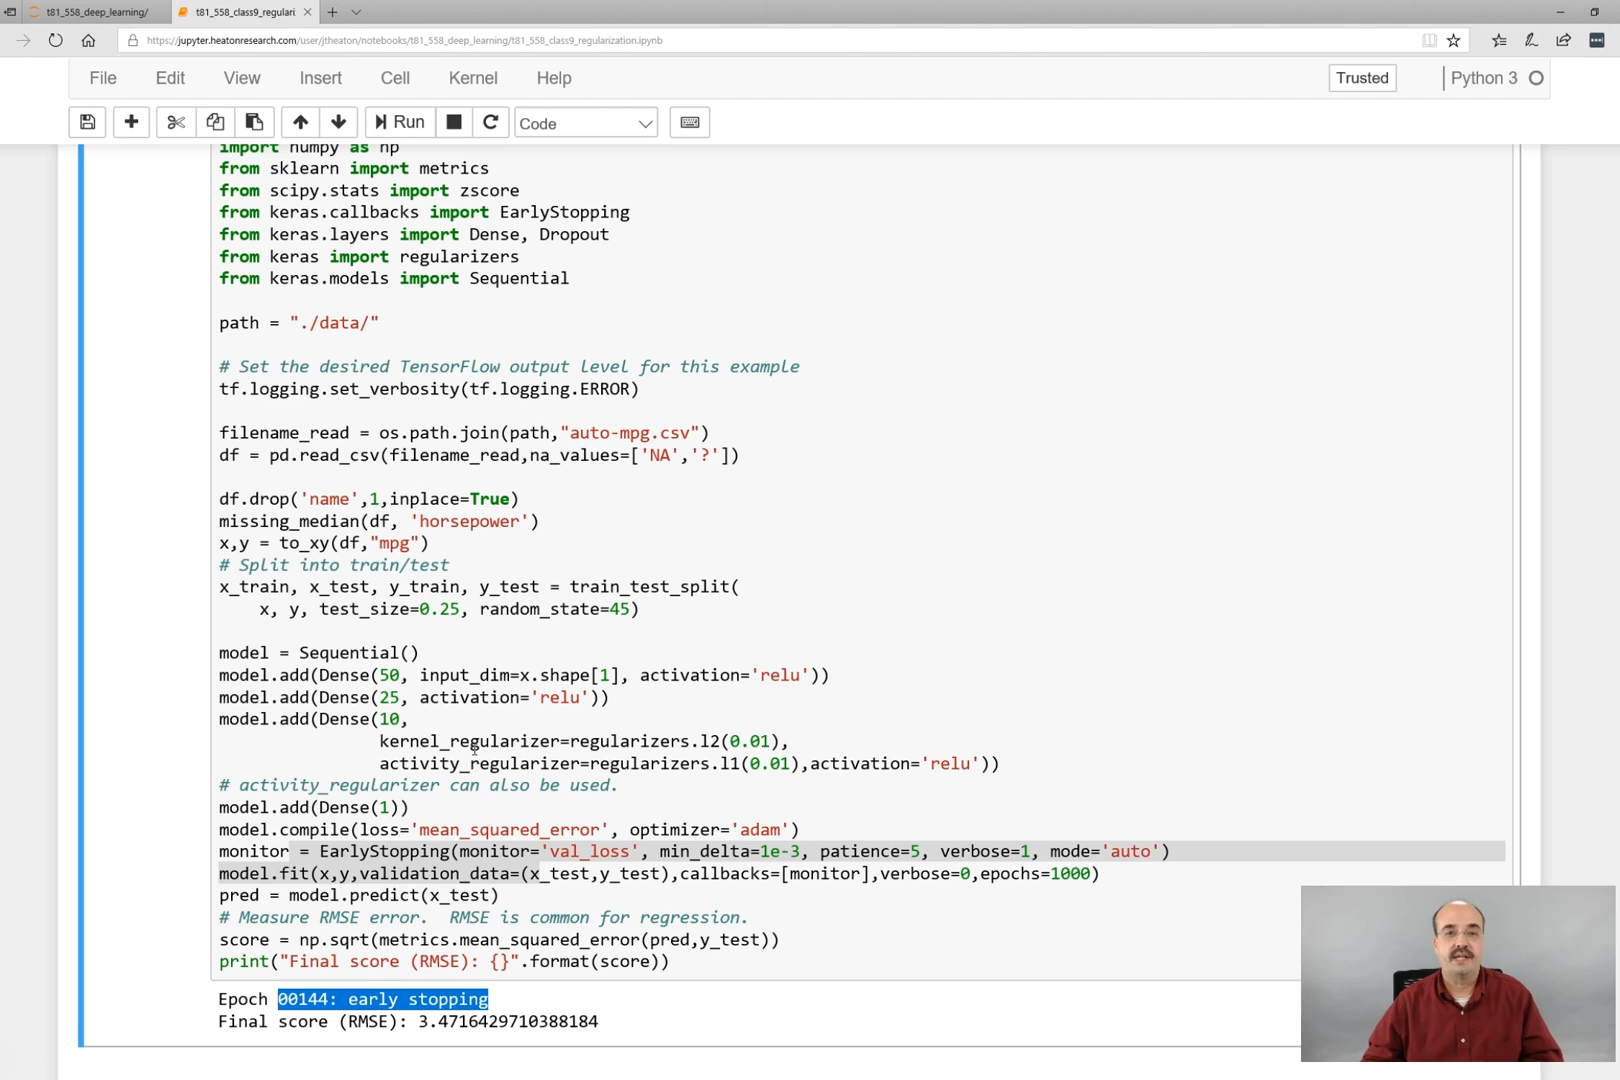 t81_558_deep_learning/
t81_558_class9_regulari
https://jupyter.heatonresearch.com/user/jtheaton/notebooks/t81_558_deep_learning/t81_558_class9_regularization.ipynb
File Edit View Insert Cell Kernel Help Trusted Python 3
Run Code
import numpy as np
from sklearn import metrics
from scipy.stats import zscore
from keras.callbacks import EarlyStopping
from keras.layers import Dense, Dropout
from keras import regularizers
from keras.models import Sequential
path = "./data/"
# Set the desired TensorFlow output level for this example
tf.logging.set_verbosity(tf.logging.ERROR)
filename_read = os.path.join(path,"auto-mpg.csv")
df = pd.read_csv(filename_read,na_values=['NA','?'])
df.drop('name',1,inplace=True)
missing_median(df, 'horsepower')
x,y = to_xy(df,"mpg")
# Split into train/test
x_train, x_test, y_train, y_test = train_test_split(
x, y, test_size=0.25, random_state=45)
model = Sequential()
model.add(Dense(50, input_dim=x.shape[1], activation='relu'))
model.add(Dense(25, activation='relu'))
model.add(Dense(10,
kernel_regularizer=regularizers.l2(0.01),
activity_regularizer=regularizers.l1(0.01),activation='relu'))
# activity_regularizer can also be used.
model.add(Dense(1))
model.compile(loss='mean_squared_error', optimizer='adam')
monitor = EarlyStopping(monitor='val_loss', min_delta=1e-3, patience=5, verbose=1, mode='auto')
model.fit(x,y,validation_data=(x_test,y_test),callbacks=[monitor],verbose=0,epochs=1000)
pred = model.predict(x_test)
# Measure RMSE error.  RMSE is common for regression.
score = np.sqrt(metrics.mean_squared_error(pred,y_test))
print("Final score (RMSE): {}".format(score))
Epoch 00144: early stopping
Final score (RMSE): 3.4716429710388184